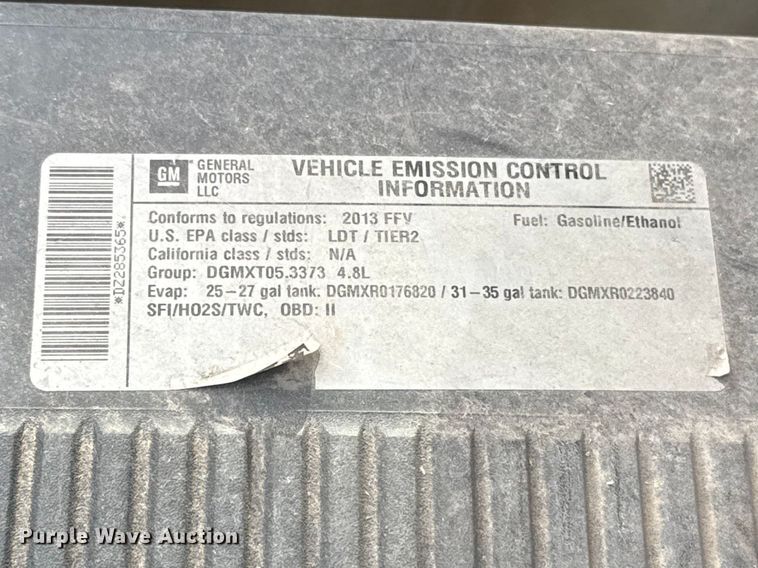 GM GENERAL MOTORS LLC
VEHICLE EMISSION CONTROL INFORMATION
Conforms to regulations: 2013 FFV Fuel: Gasoline/Ethanol
U.S. EPA class / stds: LDT / TIER2
California class / stds: N/A
Group: DGMXT05.3373 4.8L
Evap: 25-27 gal tank: DGMXR0176820 / 31-35 gal tank: DGMXR0223840
SFI/HO2S/TWC, OBD: II
*DZ285365*
Purple Wave Auction